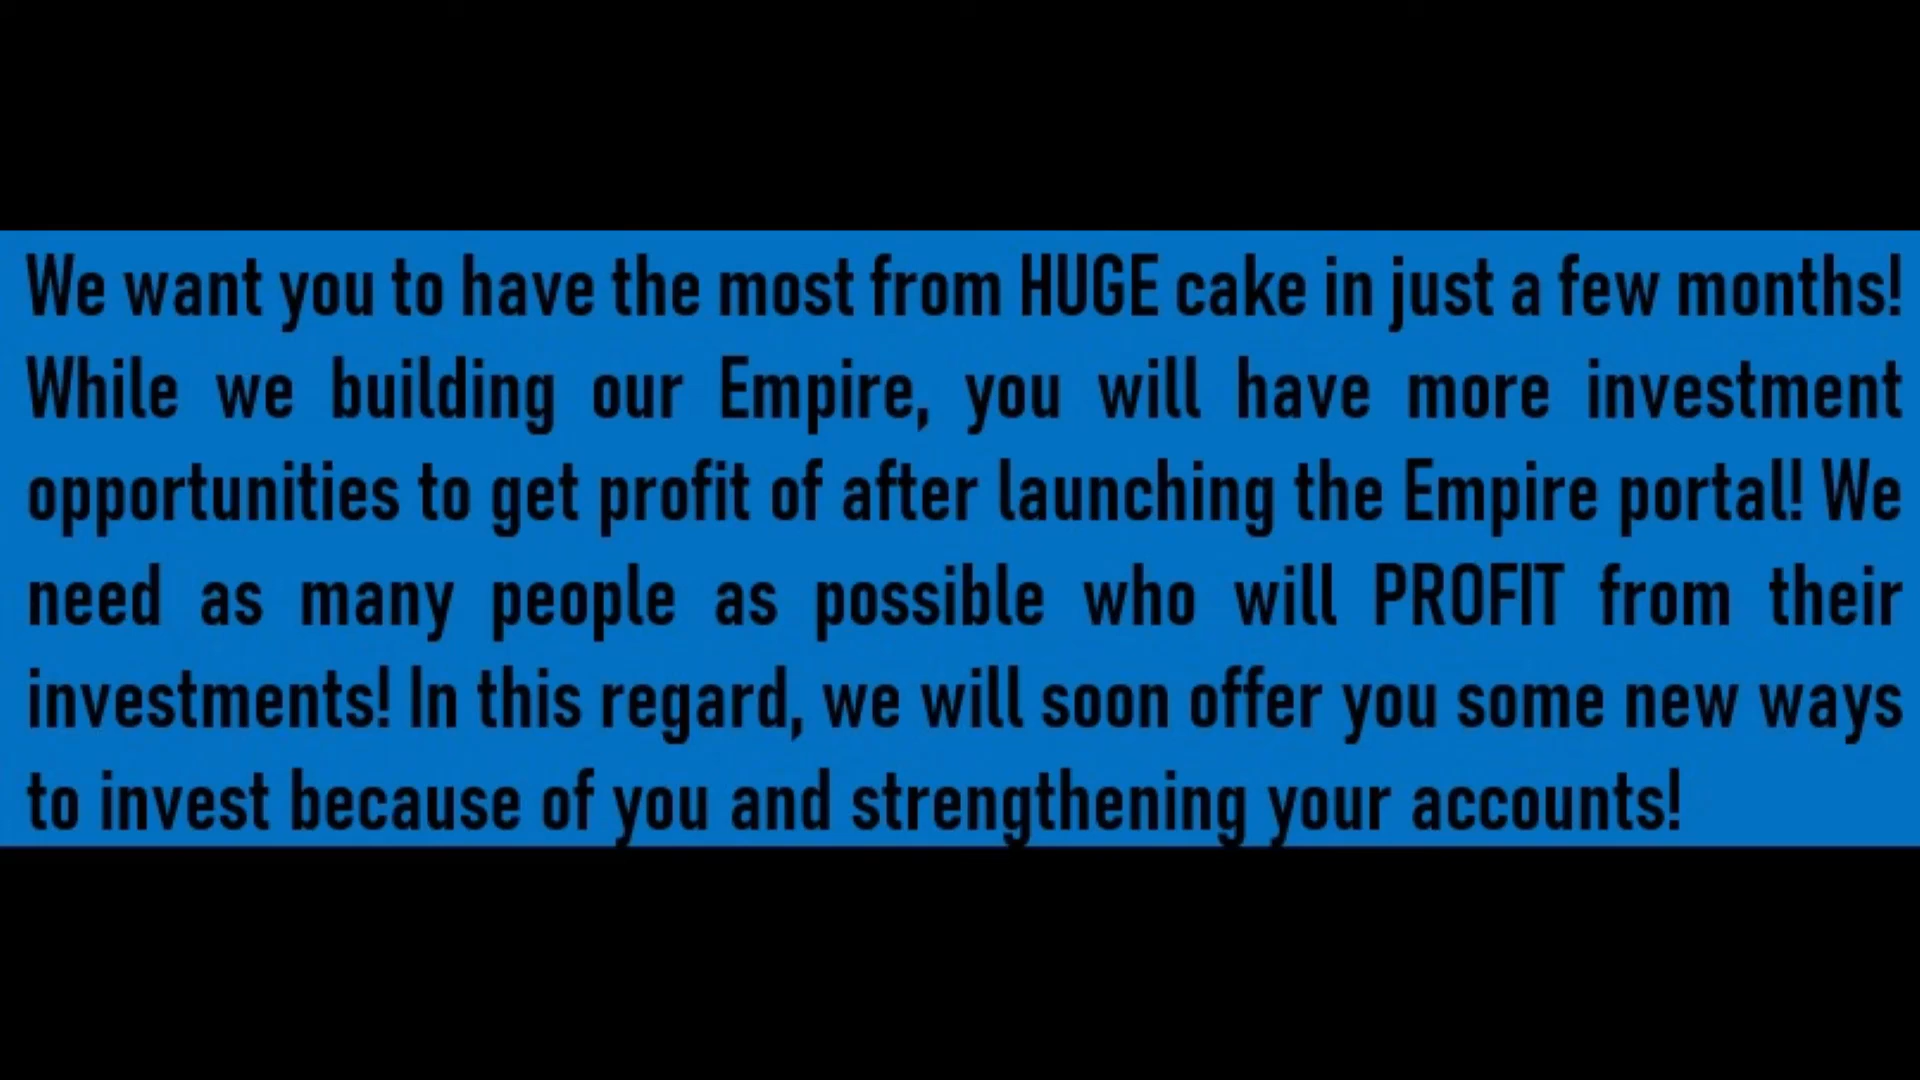 We want you to have the most from HUGE cake in just a few months!
While we building our Empire, you will have more investment
opportunities to get profit of after launching the Empire portal! We
need as many people as possible who will PROFIT from their
investments! In this regard, we will soon offer you some new ways
to invest because of you and strengthening your accounts!